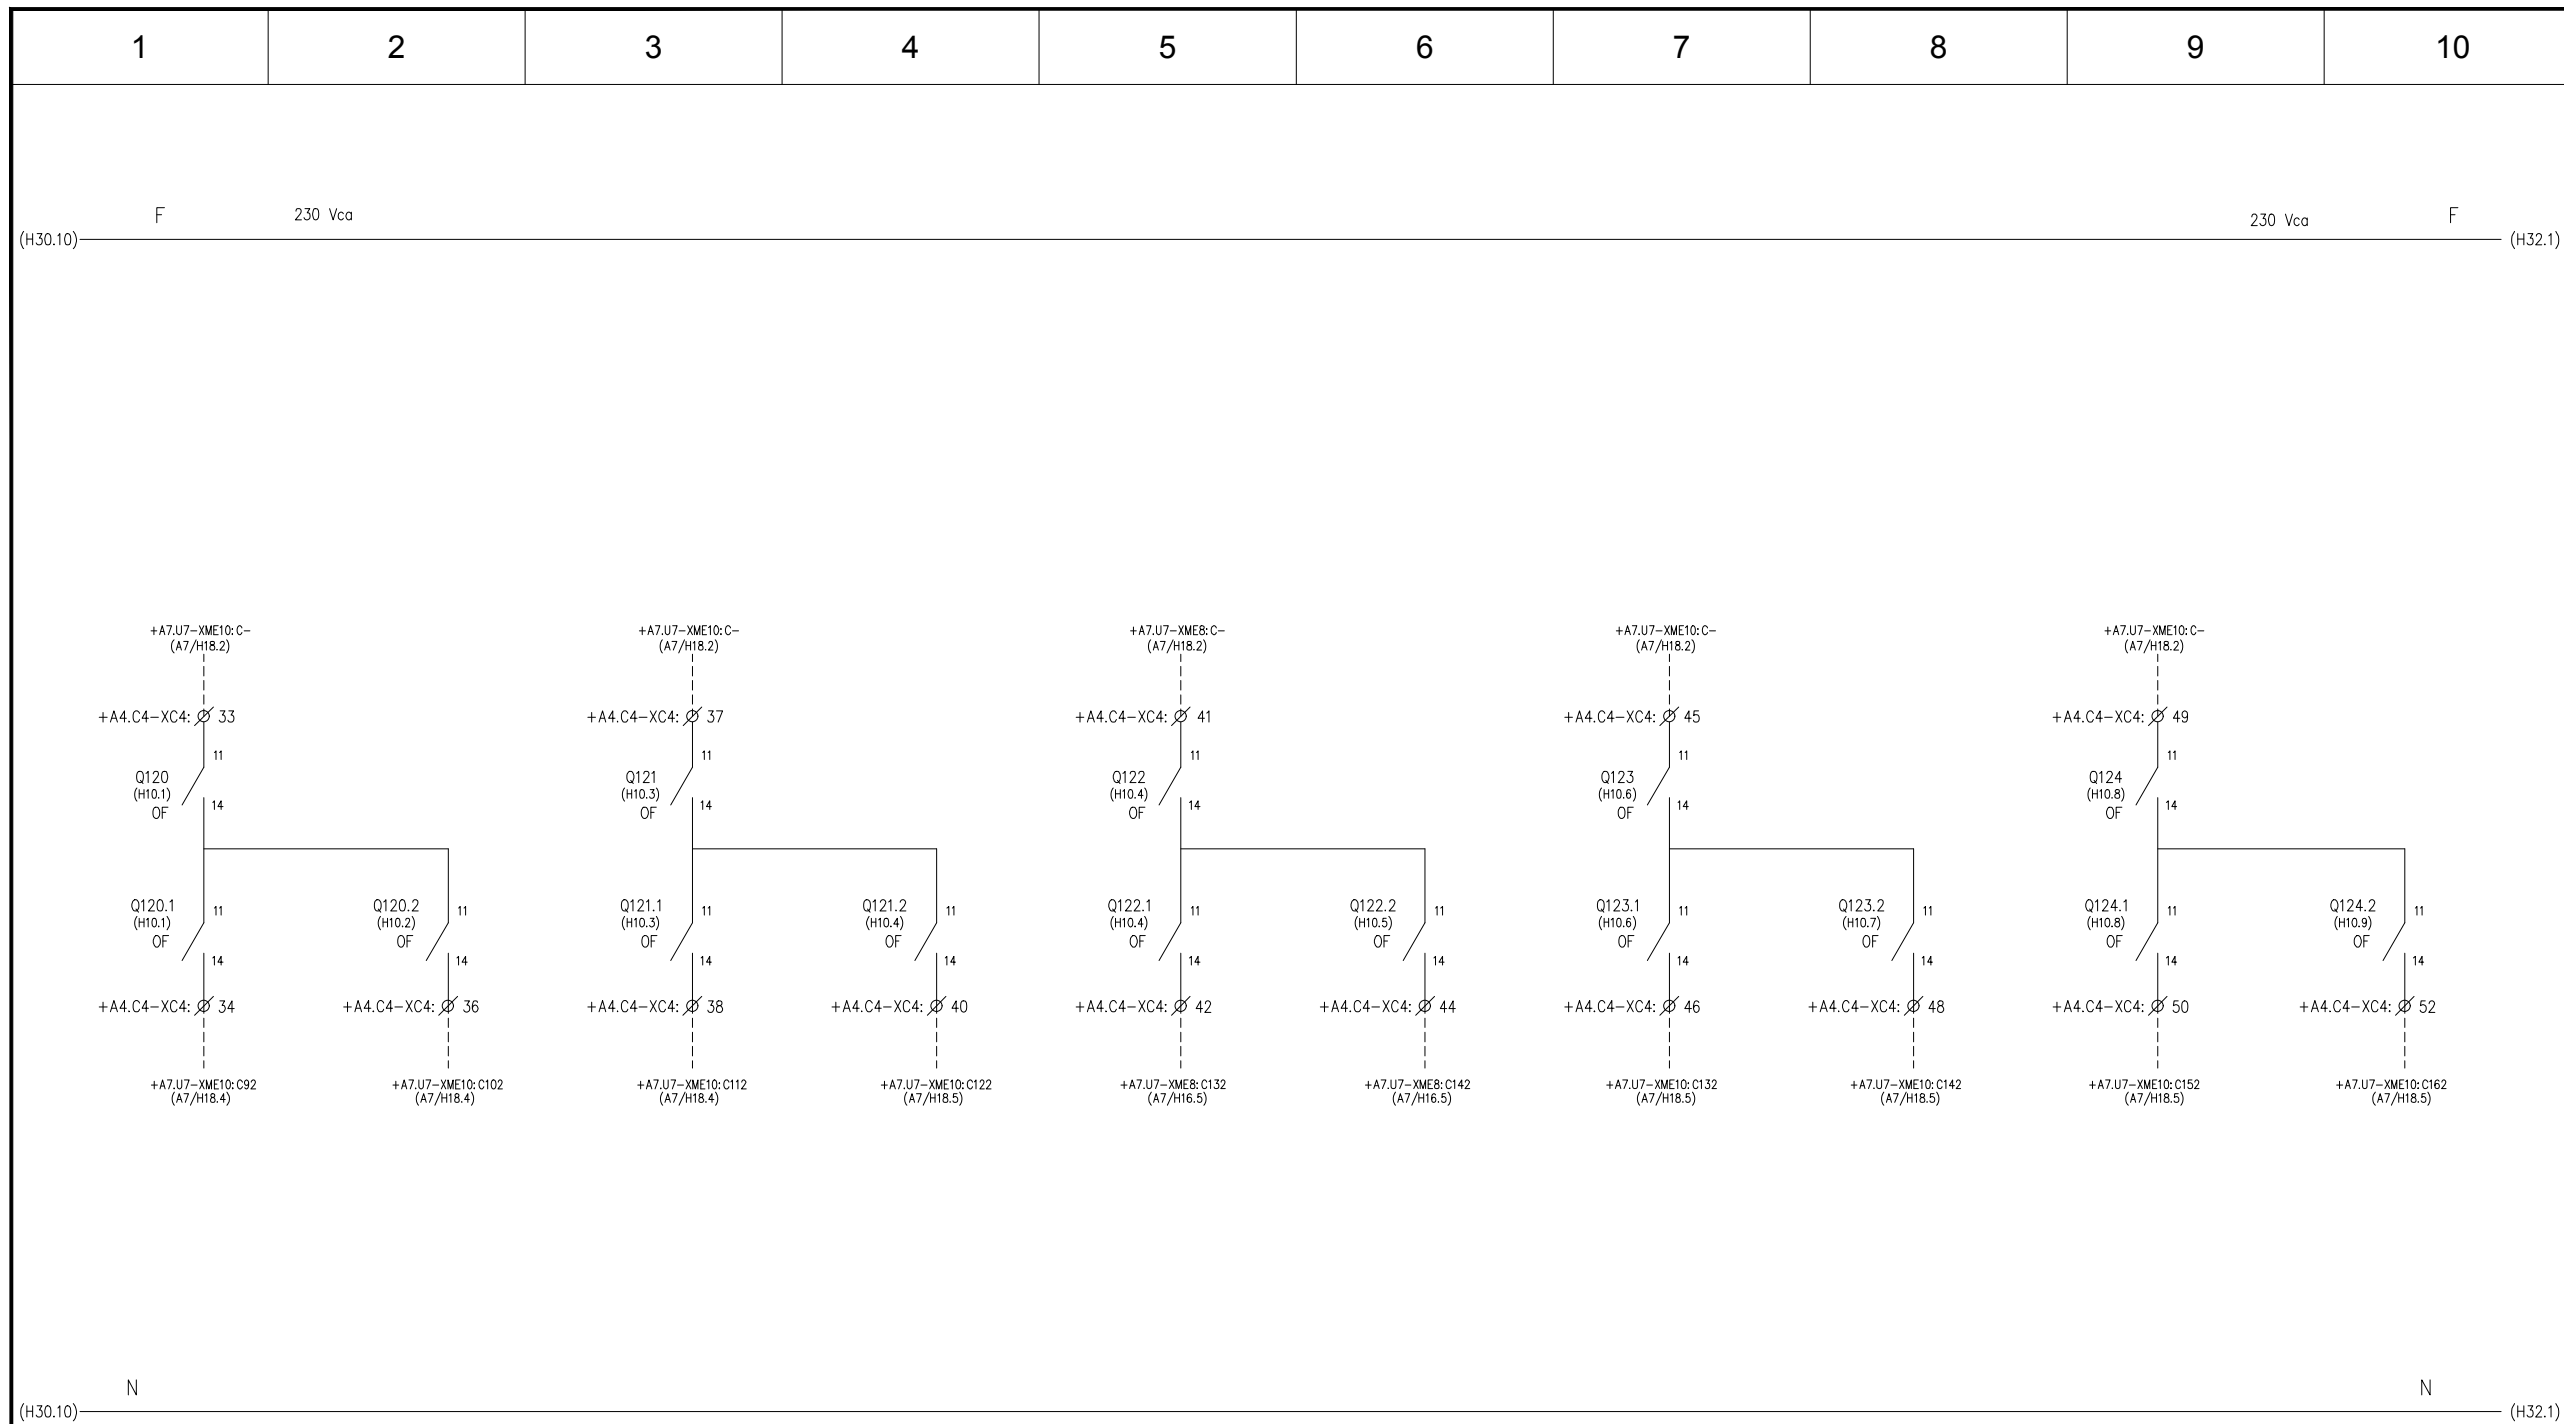 1 2 3 4 5 6 7 8 9 10
F 230 Vca 230 Vca F
(H30.10) (H32.1)
+A7.U7-XME10:C- +A7.U7-XME10:C- +A7.U7-XME8:C- +A7.U7-XME10:C- +A7.U7-XME10:C-
(A7/H18.2) (A7/H18.2) (A7/H18.2) (A7/H18.2) (A7/H18.2)
+A4.C4-XC4: 33 +A4.C4-XC4: 37 +A4.C4-XC4: 41 +A4.C4-XC4: 45 +A4.C4-XC4: 49
11 11 11 11 11
Q120 Q121 Q122 Q123 Q124
(H10.1) (H10.3) (H10.4) (H10.6) (H10.8)
14 14 14 14 14
OF OF OF OF OF
Q120.1 11 Q120.2 11 Q121.1 11 Q121.2 11 Q122.1 11 Q122.2 11 Q123.1 11 Q123.2 11 Q124.1 11 Q124.2 11
(H10.1) (H10.2) (H10.3) (H10.4) (H10.4) (H10.5) (H10.6) (H10.7) (H10.8) (H10.9)
OF OF OF OF OF OF OF OF OF OF
14 14 14 14 14 14 14 14 14 14
+A4.C4-XC4: 34 +A4.C4-XC4: 36 +A4.C4-XC4: 38 +A4.C4-XC4: 40 +A4.C4-XC4: 42 +A4.C4-XC4: 44 +A4.C4-XC4: 46 +A4.C4-XC4: 48 +A4.C4-XC4: 50 +A4.C4-XC4: 52
+A7.U7-XME10:C92 +A7.U7-XME10:C102 +A7.U7-XME10:C112 +A7.U7-XME10:C122 +A7.U7-XME8:C132 +A7.U7-XME8:C142 +A7.U7-XME10:C132 +A7.U7-XME10:C142 +A7.U7-XME10:C152 +A7.U7-XME10:C162
(A7/H18.4) (A7/H18.4) (A7/H18.4) (A7/H18.5) (A7/H16.5) (A7/H16.5) (A7/H18.5) (A7/H18.5) (A7/H18.5) (A7/H18.5)
N N
(H30.10) (H32.1)